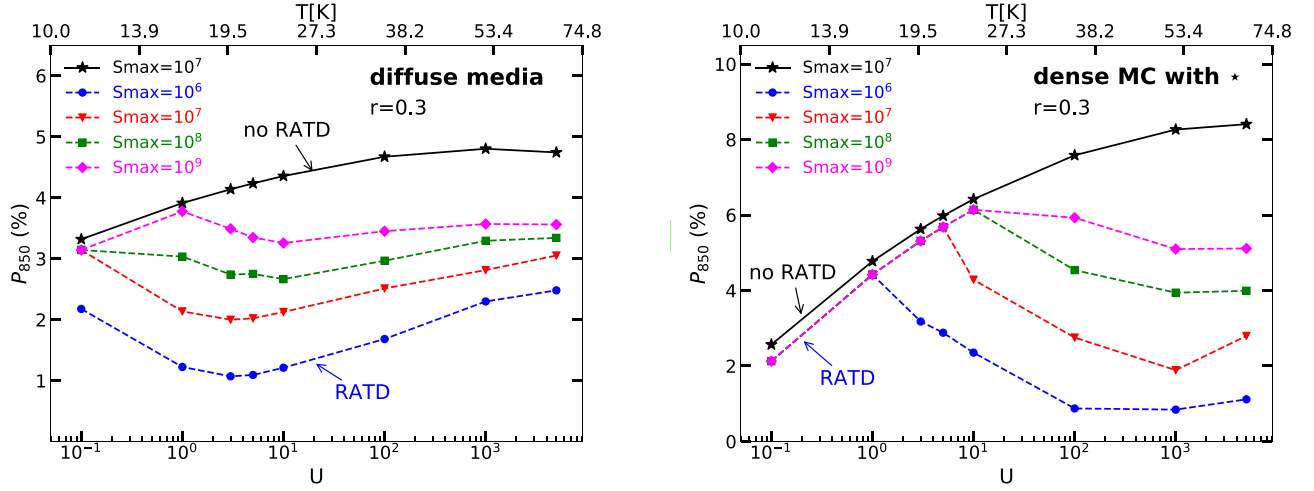 T[K]
10.0 13.9 19.5 27.3 38.2 53.4 74.8
Smax=10⁷
Smax=10⁶
Smax=10⁷
Smax=10⁸
Smax=10⁹
diffuse media
r=0.3
no RATD
RATD
P₈₅₀ (%)
6
5
4
3
2
1
10⁻¹ 10⁰ 10¹ 10² 10³
U
T[K]
10.0 13.9 19.5 27.3 38.2 53.4 74.8
Smax=10⁷
Smax=10⁶
Smax=10⁷
Smax=10⁸
Smax=10⁹
dense MC with ⋆
r=0.3
no RATD
RATD
P₈₅₀ (%)
10
8
6
4
2
0
10⁻¹ 10⁰ 10¹ 10² 10³
U